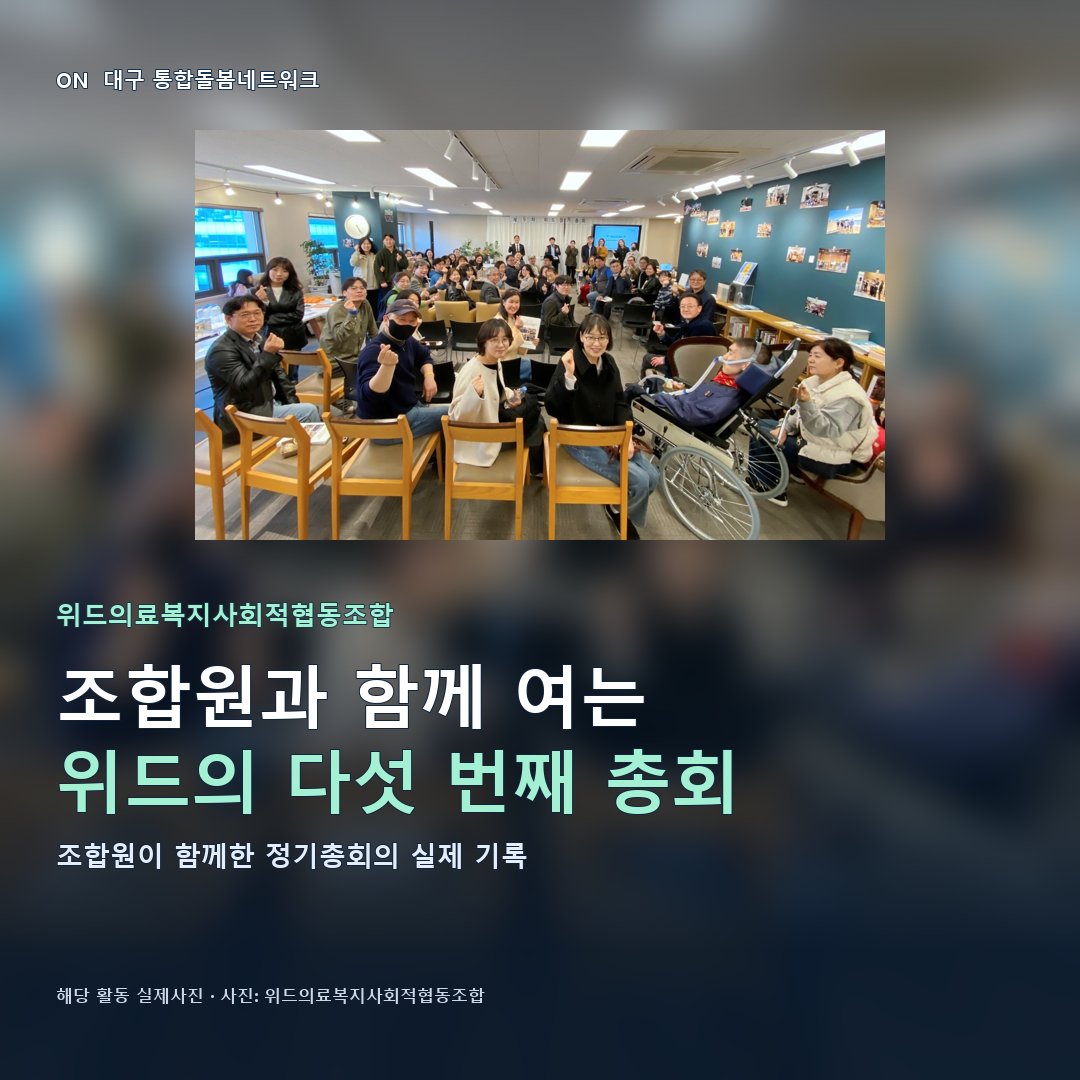 ON 대구 통합돌봄네트워크
위드의료복지사회적협동조합
조합원과 함께 여는
위드의 다섯 번째 총회
조합원이 함께한 정기총회의 실제 기록
해당 활동 실제사진 · 사진: 위드의료복지사회적협동조합